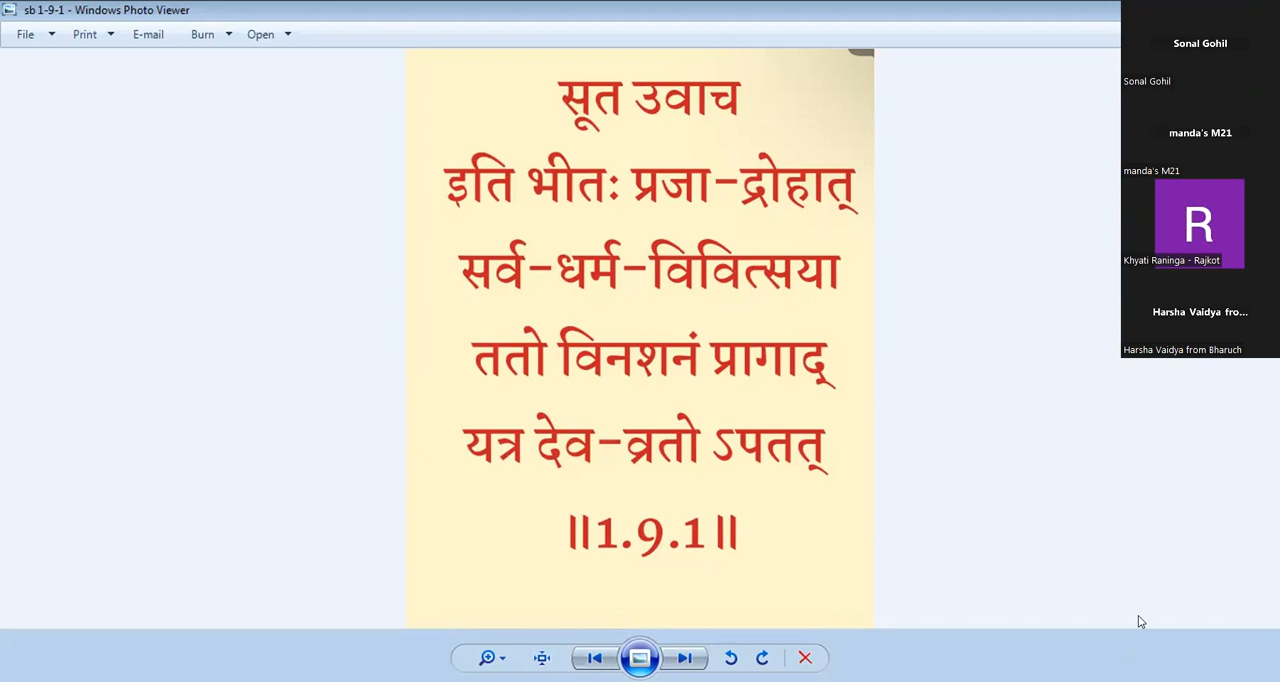 sb 1-9-1 - Windows Photo Viewer
File Print E-mail Burn Open
सूत उवाच
इति भीतः प्रजा-द्रोहात्
सर्व-धर्म-विवित्सया
ततो विनशनं प्रागाद्
यत्र देव-व्रतो ऽपतत्
॥1.9.1॥
Sonal Gohil
Sonal Gohil
manda's M21
manda's M21
R
Khyati Raninga - Rajkot
Harsha Vaidya fro...
Harsha Vaidya from Bharuch